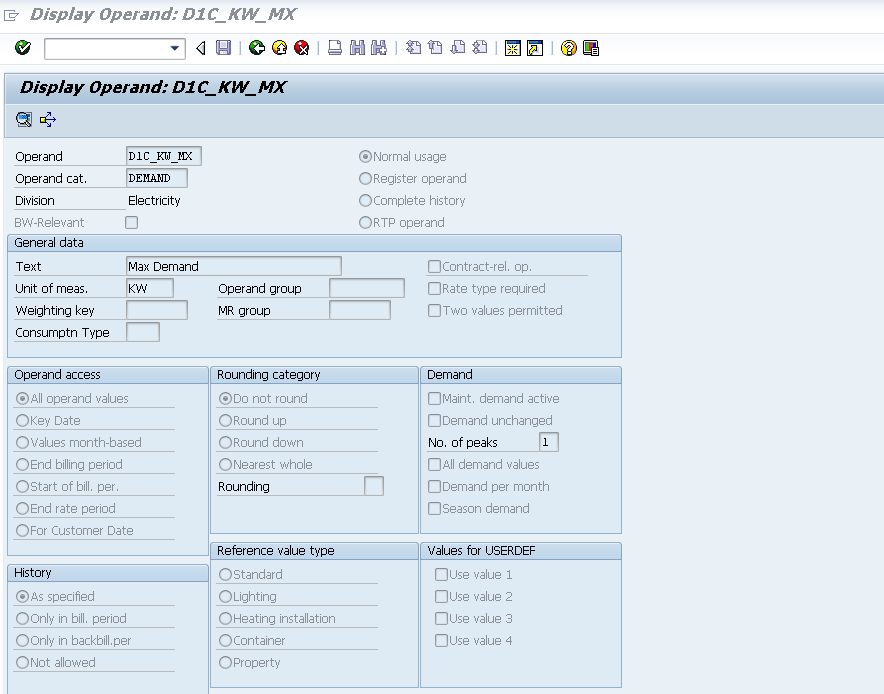 Display Operand: D1C_KW_MX
Display Operand: D1C_KW_MX
Operand D1C_KW_MX Normal usage
Operand cat. DEMAND Register operand
Division Electricity Complete history
BW-Relevant RTP operand
General data
Text Max Demand Contract-rel. op.
Unit of meas. KW Operand group Rate type required
Weighting key MR group Two values permitted
Consumptn Type
Operand access
All operand values
Key Date
Values month-based
End billing period
Start of bill. per.
End rate period
For Customer Date
Rounding category
Do not round
Round up
Round down
Nearest whole
Rounding
Demand
Maint. demand active
Demand unchanged
No. of peaks 1
All demand values
Demand per month
Season demand
History
As specified
Only in bill. period
Only in backbill.per
Not allowed
Reference value type
Standard
Lighting
Heating installation
Container
Property
Values for USERDEF
Use value 1
Use value 2
Use value 3
Use value 4